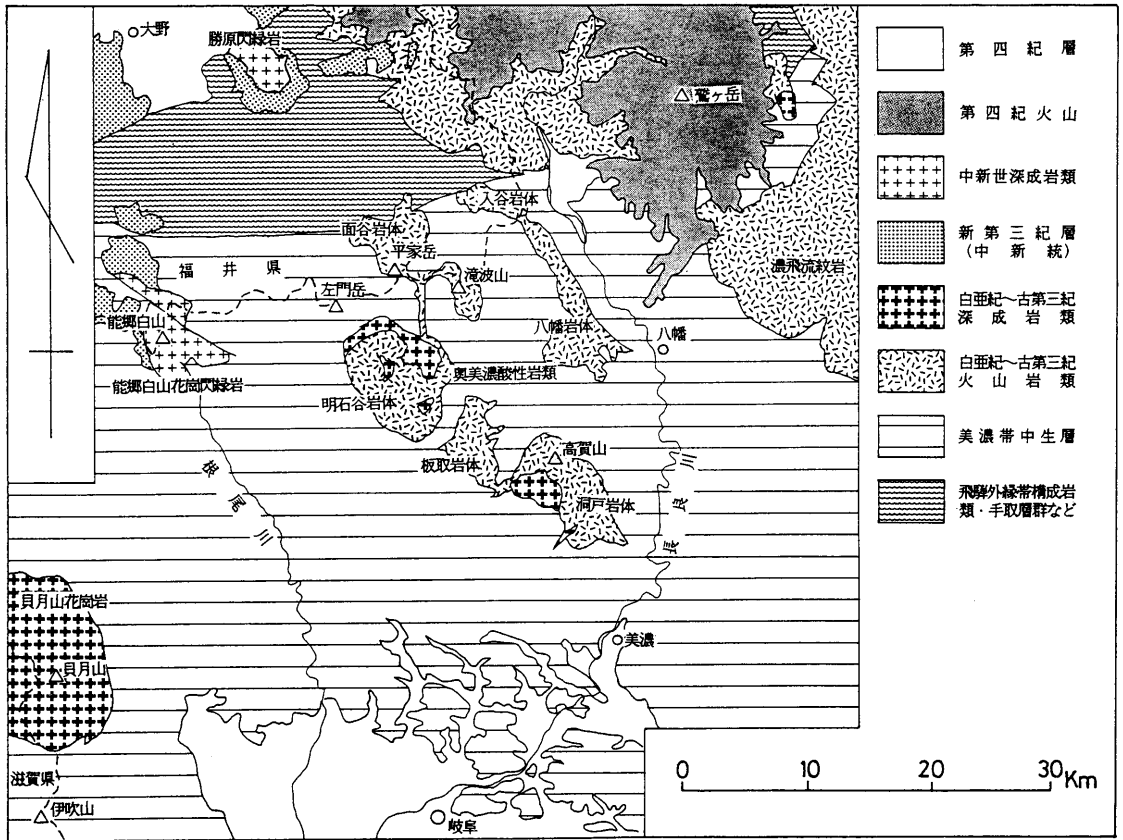 大野
勝原閃緑岩
鷲ヶ岳
入谷岩体
面谷岩体
平家岳
福井県
滝波山
濃飛流紋岩
左門岳
能郷白山
八幡岩体
八幡
能郷白山花崗閃緑岩
奥美濃酸性岩類
明石谷岩体
高賀山
板取岩体
根尾川
洞戸岩体
長良川
貝月山花崗岩
貝月山
美濃
滋賀県
伊吹山
岐阜
第四紀層
第四紀火山
中新世深成岩類
新第三紀層
(中新統)
白亜紀～古第三紀
深成岩類
白亜紀～古第三紀
火山岩類
美濃帯中生層
飛騨外縁帯構成岩
類・手取層群など
0 10 20 30Km